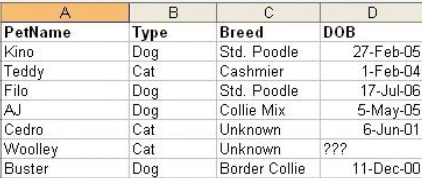 A B C D
PetName Type Breed DOB
Kino Dog Std. Poodle 27-Feb-05
Teddy Cat Cashmier 1-Feb-04
Filo Dog Std. Poodle 17-Jul-06
AJ Dog Collie Mix 5-May-05
Cedro Cat Unknown 6-Jun-01
Woolley Cat Unknown ???
Buster Dog Border Collie 11-Dec-00